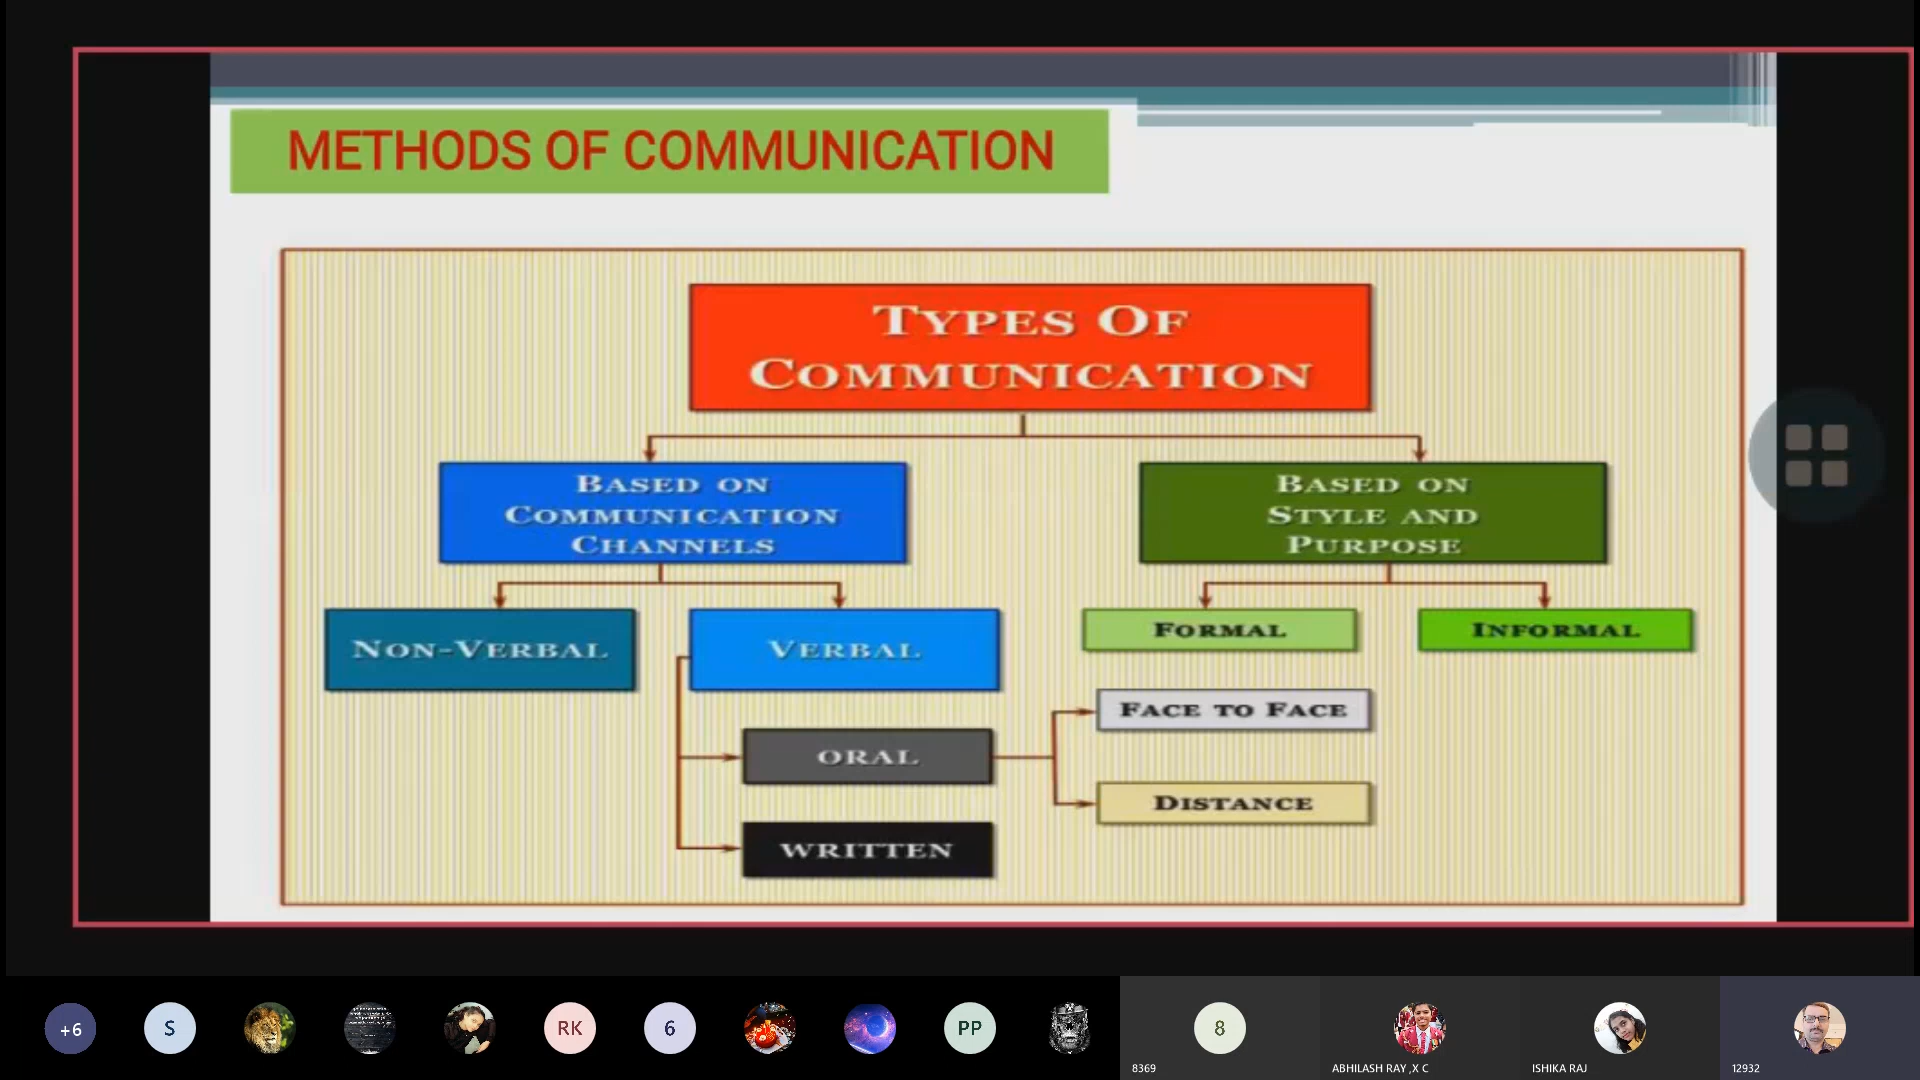 METHODS OF COMMUNICATION
TYPES OF
COMMUNICATION
BASED ON
COMMUNICATION
CHANNELS
BASED ON
STYLE AND
PURPOSE
NON-VERBAL
VERBAL
FORMAL
INFORMAL
FACE TO FACE
ORAL
DISTANCE
WRITTEN
+6
S
RK
6
PP
8
8369
ABHILASH RAY ,X C
ISHIKA RAJ
12932